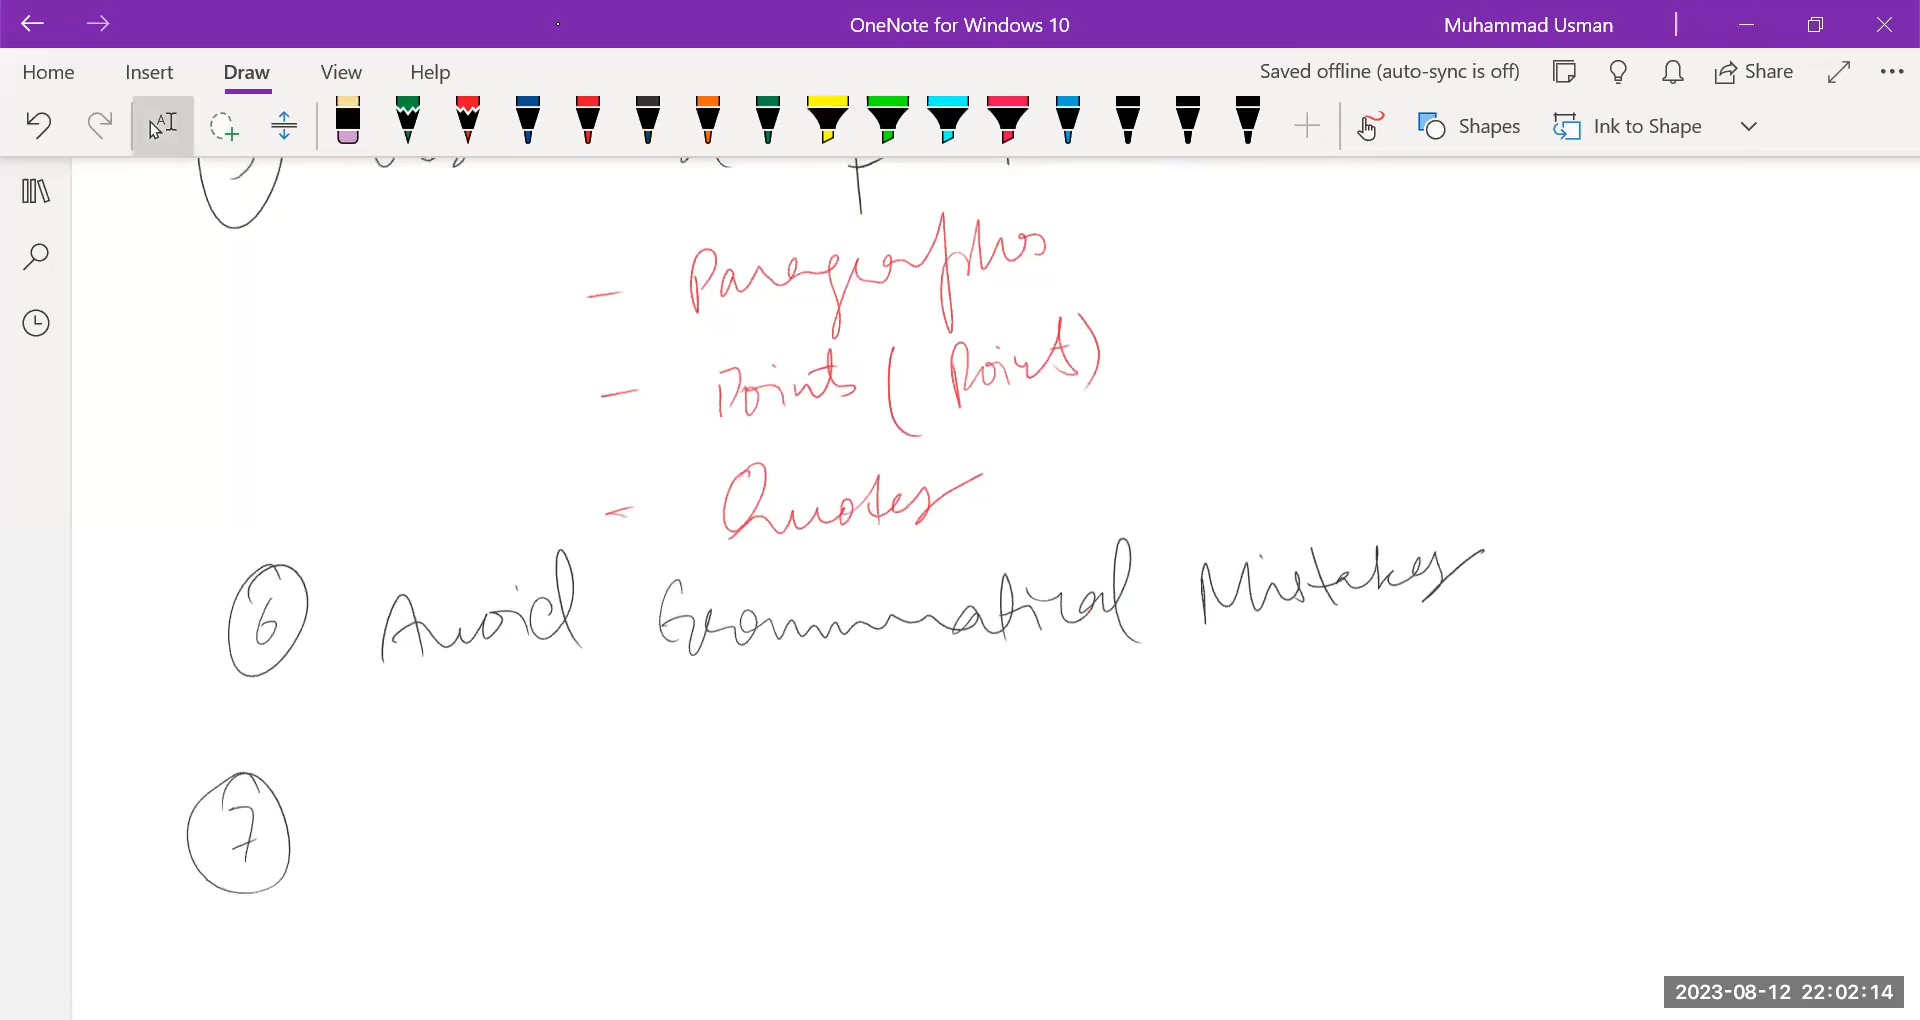 OneNote for Windows 10
Muhammad Usman
Home Insert Draw View Help
Saved offline (auto-sync is off) Share
Shapes Ink to Shape
- Paragraphs
- Points ( Point )
- Quotes
6 Avoid Grammatical Mistakes
7
2023-08-12 22:02:14